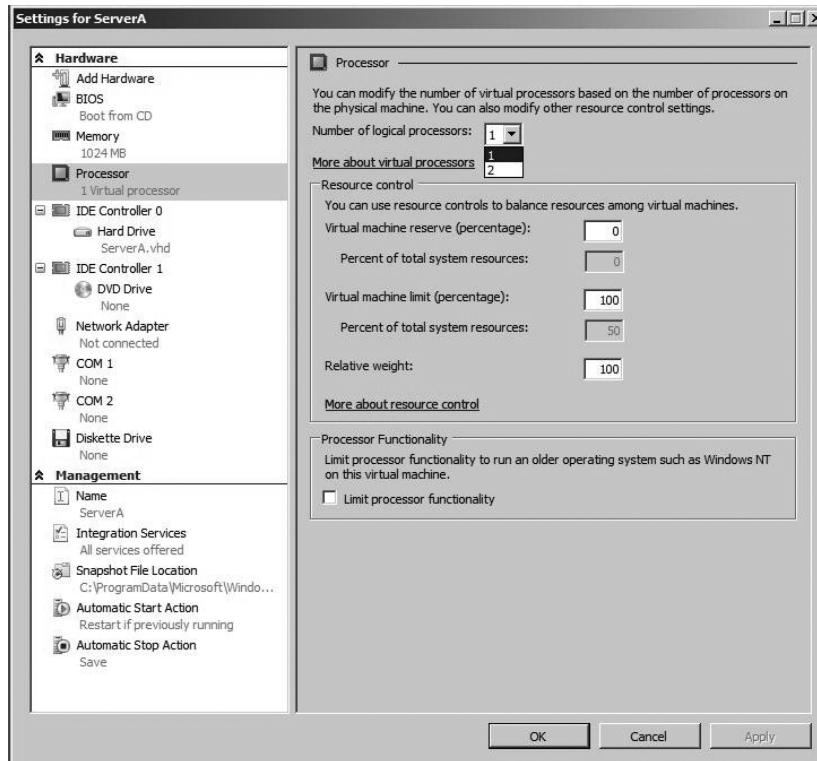 Settings for ServerA
Hardware
Add Hardware
BIOS
Boot from CD
Memory
1024 MB
Processor
1 Virtual processor
IDE Controller 0
Hard Drive
ServerA.vhd
IDE Controller 1
DVD Drive
None
Network Adapter
Not connected
COM 1
None
COM 2
None
Diskette Drive
None
Management
Name
ServerA
Integration Services
All services offered
Snapshot File Location
C:\ProgramData\Microsoft\Windo...
Automatic Start Action
Restart if previously running
Automatic Stop Action
Save
Processor
You can modify the number of virtual processors based on the number of processors on
the physical machine. You can also modify other resource control settings.
Number of logical processors: 1
1
More about virtual processors
2
Resource control
You can use resource controls to balance resources among virtual machines.
Virtual machine reserve (percentage): 0
Percent of total system resources: 0
Virtual machine limit (percentage): 100
Percent of total system resources: 50
Relative weight: 100
More about resource control
Processor Functionality
Limit processor functionality to run an older operating system such as Windows NT
on this virtual machine.
Limit processor functionality
OK Cancel Apply